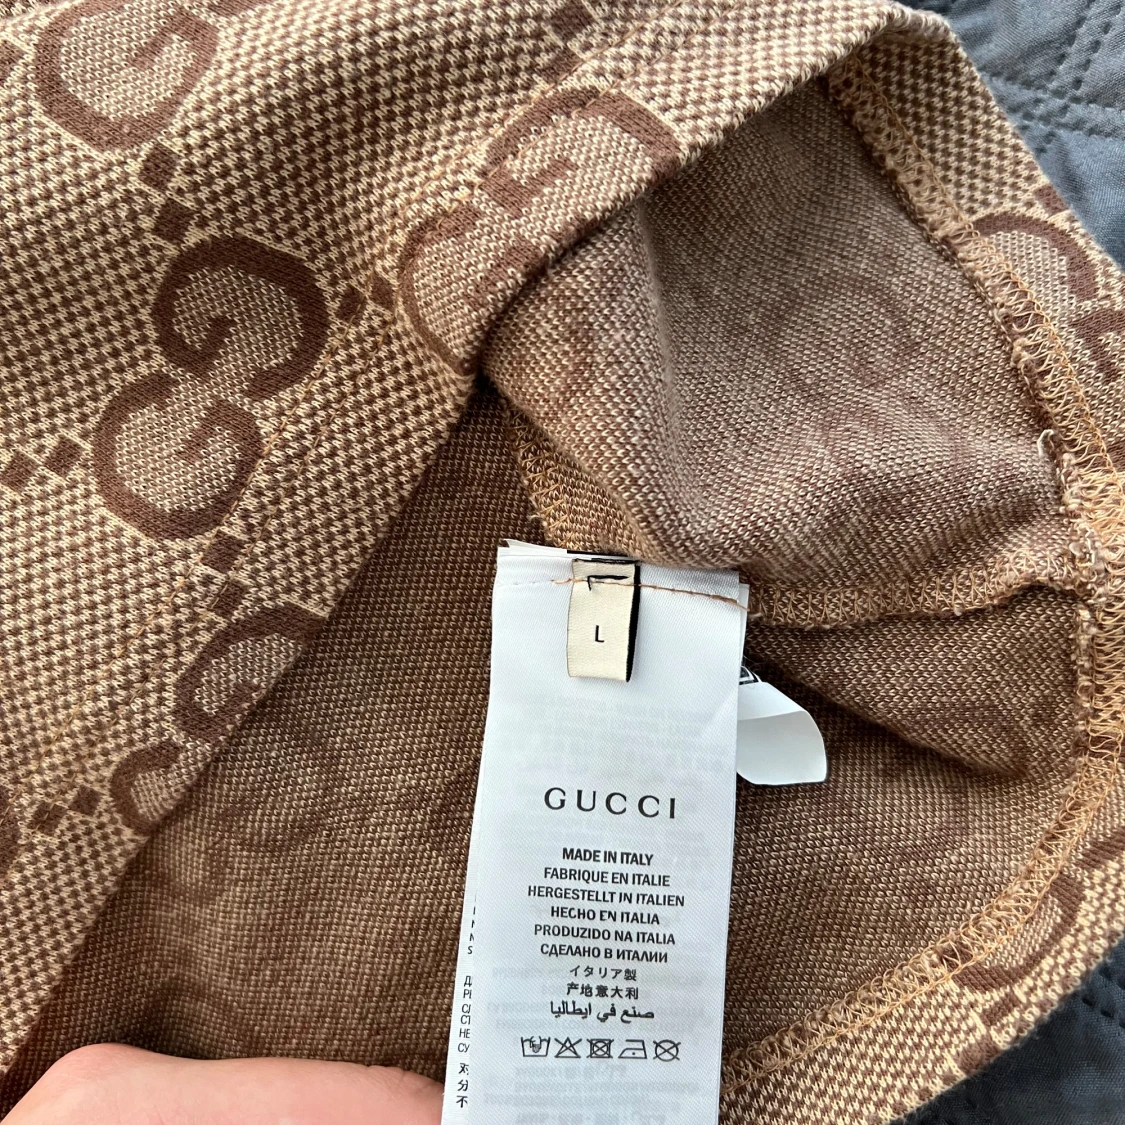 L
GUCCI
MADE IN ITALY
FABRIQUE EN ITALIE
HERGESTELLT IN ITALIEN
HECHO EN ITALIA
PRODUZIDO NA ITALIA
СДЕЛАНО В ИТАЛИИ
イタリア製
产地意大利
صنع في ايطاليا